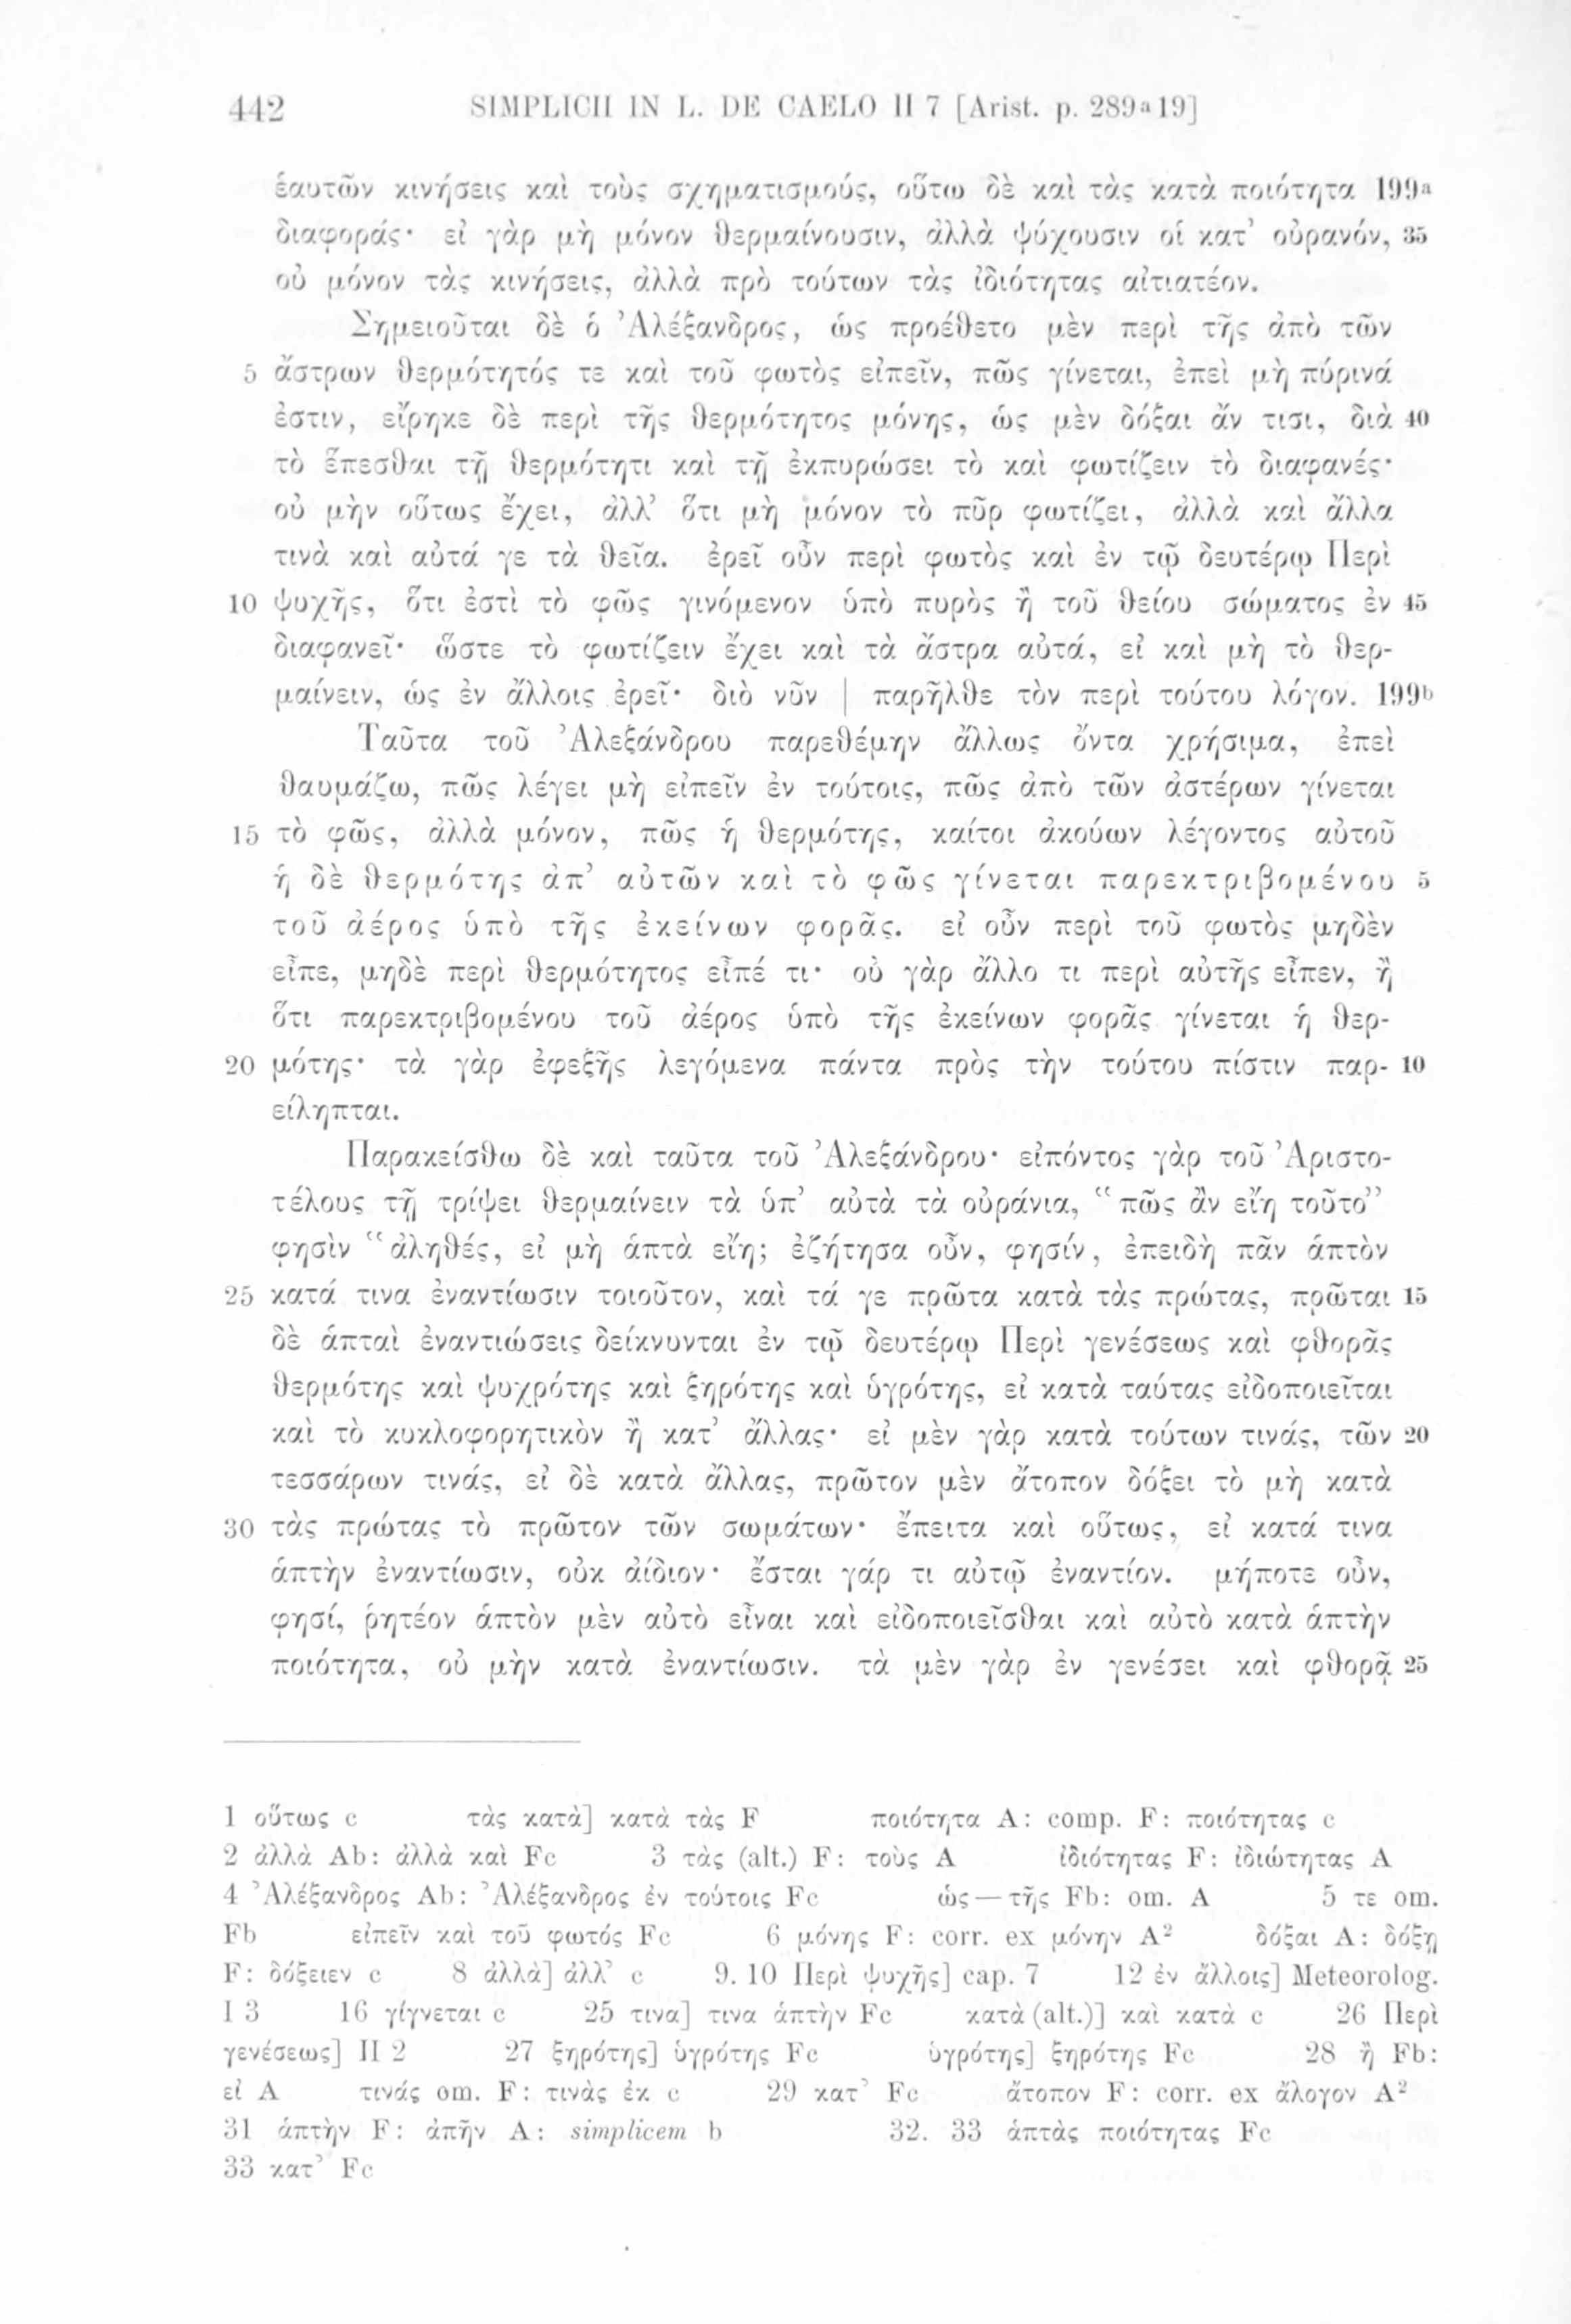 442 SIMPLICII IN L. DE CAELO II 7 [Arist. p. 289ᵃ19]
ἑαυτῶν κινήσεις καὶ τοὺς σχηματισμούς, οὕτω δὲ καὶ τὰς κατὰ ποιότητα 199ᵃ
διαφοράς· εἰ γὰρ μὴ μόνον θερμαίνουσιν, ἀλλὰ ψύχουσιν οἱ κατ’ οὐρανόν, 35
οὐ μόνον τὰς κινήσεις, ἀλλὰ πρὸ τούτων τὰς ἰδιότητας αἰτιατέον.
Σημειοῦται δὲ ὁ Ἀλέξανδρος, ὡς προέθετο μὲν περὶ τῆς ἀπὸ τῶν
5 ἄστρων θερμότητός τε καὶ τοῦ φωτὸς εἰπεῖν, πῶς γίνεται, ἐπεὶ μὴ πύρινά
ἐστιν, εἴρηκε δὲ περὶ τῆς θερμότητος μόνης, ὡς μὲν δόξαι ἄν τισι, διὰ 40
τὸ ἕπεσθαι τῇ θερμότητι καὶ τῇ ἐκπυρώσει τὸ καὶ φωτίζειν τὸ διαφανές·
οὐ μὴν οὕτως ἔχει, ἀλλ’ ὅτι μὴ μόνον τὸ πῦρ φωτίζει, ἀλλὰ καὶ ἄλλα
τινὰ καὶ αὐτά γε τὰ θεῖα. ἐρεῖ οὖν περὶ φωτὸς καὶ ἐν τῷ δευτέρῳ Περὶ
10 ψυχῆς, ὅτι ἐστὶ τὸ φῶς γινόμενον ὑπὸ πυρὸς ἢ τοῦ θείου σώματος ἐν 45
διαφανεῖ· ὥστε τὸ φωτίζειν ἔχει καὶ τὰ ἄστρα αὐτά, εἰ καὶ μὴ τὸ θερ-
μαίνειν, ὡς ἐν ἄλλοις ἐρεῖ· διὸ νῦν | παρῆλθε τὸν περὶ τούτου λόγον. 199ᵇ
Ταῦτα τοῦ Ἀλεξάνδρου παρεθέμην ἄλλως ὄντα χρήσιμα, ἐπεὶ
θαυμάζω, πῶς λέγει μὴ εἰπεῖν ἐν τούτοις, πῶς ἀπὸ τῶν ἀστέρων γίνεται
15 τὸ φῶς, ἀλλὰ μόνον, πῶς ἡ θερμότης, καίτοι ἀκούων λέγοντος αὐτοῦ
ἡ δὲ θερμότης ἀπ’ αὐτῶν καὶ τὸ φῶς γίνεται παρεκτριβομένου 5
τοῦ ἀέρος ὑπὸ τῆς ἐκείνων φορᾶς. εἰ οὖν περὶ τοῦ φωτὸς μηδὲν
εἶπε, μηδὲ περὶ θερμότητος εἶπέ τι· οὐ γὰρ ἄλλο τι περὶ αὐτῆς εἶπεν, ἢ
ὅτι παρεκτριβομένου τοῦ ἀέρος ὑπὸ τῆς ἐκείνων φορᾶς γίνεται ἡ θερ-
20 μότης· τὰ γὰρ ἐφεξῆς λεγόμενα πάντα πρὸς τὴν τούτου πίστιν παρ- 10
είληπται.
Παρακείσθω δὲ καὶ ταῦτα τοῦ Ἀλεξάνδρου· εἰπόντος γὰρ τοῦ Ἀριστο-
τέλους τῇ τρίψει θερμαίνειν τὰ ὑπ’ αὐτὰ τὰ οὐράνια, “πῶς ἂν εἴη τοῦτο”
φησὶν “ἀληθές, εἰ μὴ ἁπτὰ εἴη; ἐζήτησα οὖν, φησίν, ἐπειδὴ πᾶν ἁπτὸν
25 κατά τινα ἐναντίωσιν τοιοῦτον, καὶ τά γε πρῶτα κατὰ τὰς πρώτας, πρῶται 15
δὲ ἁπταὶ ἐναντιώσεις δείκνυνται ἐν τῷ δευτέρῳ Περὶ γενέσεως καὶ φθορᾶς
θερμότης καὶ ψυχρότης καὶ ξηρότης καὶ ὑγρότης, εἰ κατὰ ταύτας εἰδοποιεῖται
καὶ τὸ κυκλοφορητικὸν ἢ κατ’ ἄλλας· εἰ μὲν γὰρ κατὰ τούτων τινάς, τῶν 20
τεσσάρων τινάς, εἰ δὲ κατὰ ἄλλας, πρῶτον μὲν ἄτοπον δόξει τὸ μὴ κατὰ
30 τὰς πρώτας τὸ πρῶτον τῶν σωμάτων· ἔπειτα καὶ οὕτως, εἰ κατά τινα
ἁπτὴν ἐναντίωσιν, οὐκ ἀίδιον· ἔσται γάρ τι αὐτῷ ἐναντίον. μήποτε οὖν,
φησί, ῥητέον ἁπτὸν μὲν αὐτὸ εἶναι καὶ εἰδοποιεῖσθαι καὶ αὐτὸ κατὰ ἁπτὴν
ποιότητα, οὐ μὴν κατὰ ἐναντίωσιν. τὰ μὲν γὰρ ἐν γενέσει καὶ φθορᾷ 25
1 οὕτως c τὰς κατὰ] κατὰ τὰς F ποιότητα A: comp. F: ποιότητας c
2 ἀλλὰ Ab: ἀλλὰ καὶ Fc 3 τὰς (alt.) F: τοὺς A ἰδιότητας F: ἰδιώτητας A
4 Ἀλέξανδρος Ab: Ἀλέξανδρος ἐν τούτοις Fc ὡς—τῆς Fb: om. A 5 τε om.
Fb εἰπεῖν καὶ τοῦ φωτός Fc 6 μόνης F: corr. ex μόνην A² δόξαι A: δόξῃ
F: δόξειεν c 8 ἀλλὰ] ἀλλ’ c 9. 10 Περὶ ψυχῆς] cap. 7 12 ἐν ἄλλοις] Meteorolog.
I 3 16 γίγνεται c 25 τινα] τινα ἁπτὴν Fc κατὰ (alt.)] καὶ κατὰ c 26 Περὶ
γενέσεως] II 2 27 ξηρότης] ὑγρότης Fc ὑγρότης] ξηρότης Fc 28 ἢ Fb:
εἰ A τινάς om. F: τινὰς ἐκ c 29 κατ’ Fc ἄτοπον F: corr. ex ἄλογον A²
31 ἁπτὴν F: ἁπῆν A: simplicem b 32. 33 ἁπτὰς ποιότητας Fc
33 κατ’ Fc